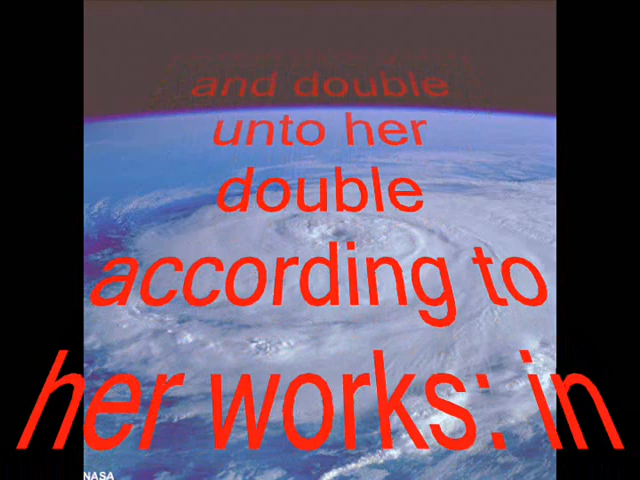 and double
unto her
double
according to
her works: in
NASA